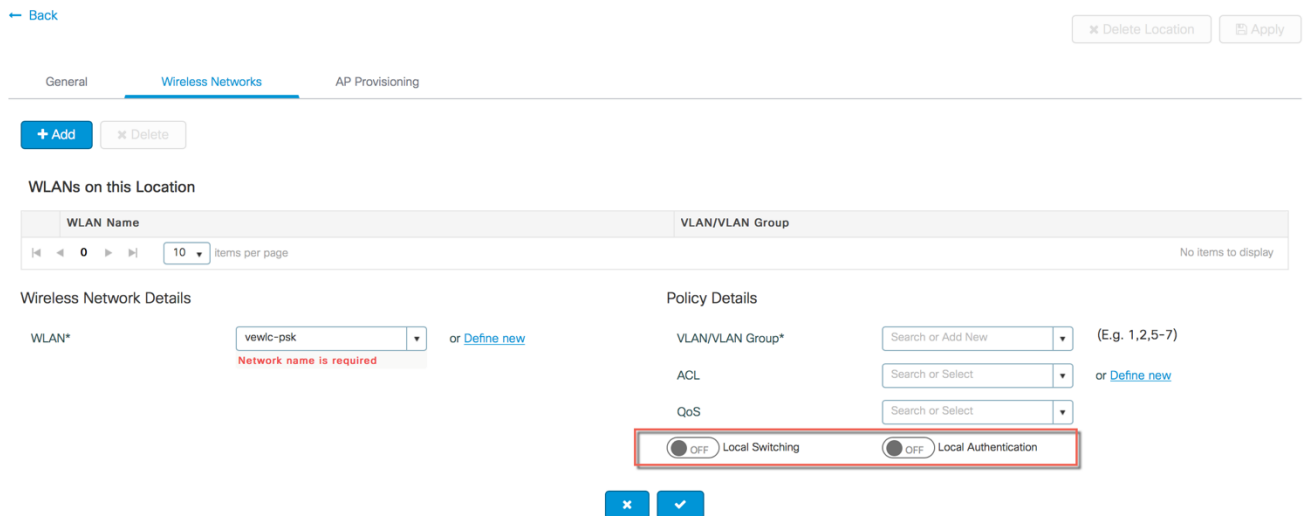 ← Back
Delete Location Apply
General Wireless Networks AP Provisioning
+ Add Delete
WLANs on this Location
WLAN Name VLAN/VLAN Group
0 10 items per page No items to display
Wireless Network Details Policy Details
WLAN* vewlc-psk or Define new VLAN/VLAN Group* Search or Add New (E.g. 1,2,5-7)
Network name is required
ACL Search or Select or Define new
QoS Search or Select
OFF Local Switching OFF Local Authentication